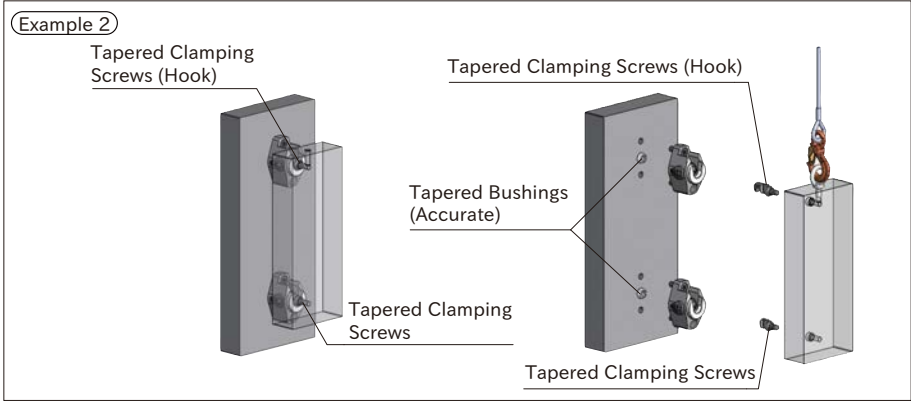 Example 2
Tapered Clamping
Screws (Hook)
Tapered Clamping
Screws
Tapered Clamping Screws (Hook)
Tapered Bushings
(Accurate)
Tapered Clamping Screws